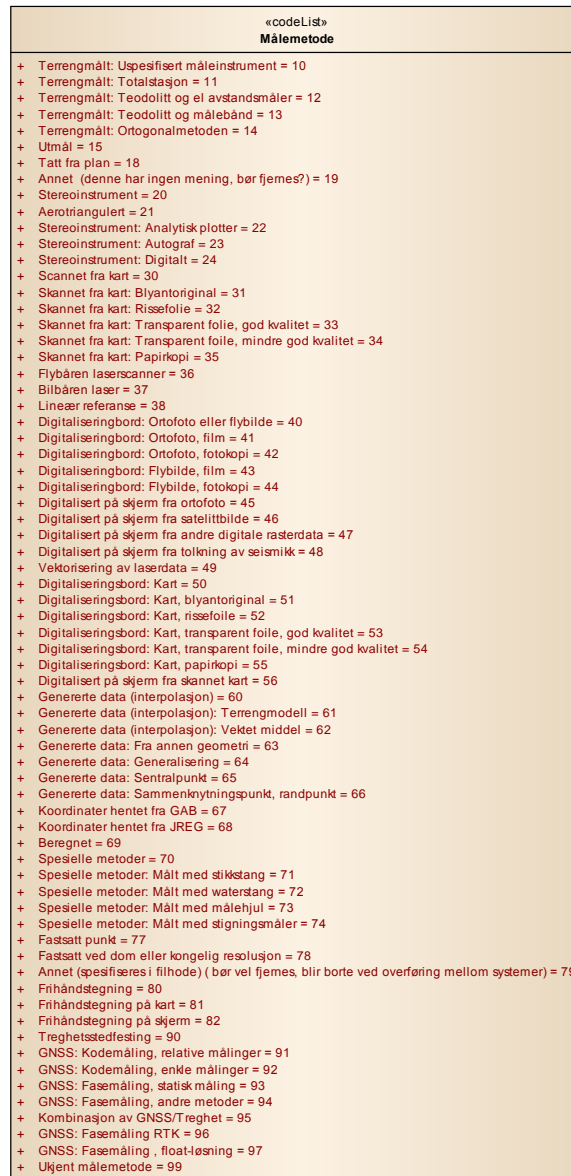 «codeList»
Målemetode
+ Terrengmålt: Uspesifisert måleinstrument = 10
+ Terrengmålt: Totalstasjon = 11
+ Terrengmålt: Teodolitt og el avstandsmåler = 12
+ Terrengmålt: Teodolitt og målebånd = 13
+ Terrengmålt: Ortogonalmetoden = 14
+ Utmål = 15
+ Tatt fra plan = 18
+ Annet (denne har ingen mening, bør fjernes?) = 19
+ Stereoinstrument = 20
+ Aerotriangulert = 21
+ Stereoinstrument: Analytisk plotter = 22
+ Stereoinstrument: Autograf = 23
+ Stereoinstrument: Digitalt = 24
+ Scannet fra kart = 30
+ Skannet fra kart: Blyantoriginal = 31
+ Skannet fra kart: Rissefolie = 32
+ Skannet fra kart: Transparent folie, god kvalitet = 33
+ Skannet fra kart: Transparent foile, mindre god kvalitet = 34
+ Skannet fra kart: Papirkopi = 35
+ Flybåren laserscanner = 36
+ Bilbåren laser = 37
+ Lineær referanse = 38
+ Digitaliseringbord: Ortofoto eller flybilde = 40
+ Digitaliseringbord: Ortofoto, film = 41
+ Digitaliseringbord: Ortofoto, fotokopi = 42
+ Digitaliseringbord: Flybilde, film = 43
+ Digitaliseringbord: Flybilde, fotokopi = 44
+ Digitalisert på skjerm fra ortofoto = 45
+ Digitalisert på skjerm fra satelittbilde = 46
+ Digitalisert på skjerm fra andre digitale rasterdata = 47
+ Digitalisert på skjerm fra tolkning av seismikk = 48
+ Vektorisering av laserdata = 49
+ Digitaliseringsbord: Kart = 50
+ Digitaliseringsbord: Kart, blyantoriginal = 51
+ Digitaliseringsbord: Kart, rissefoile = 52
+ Digitaliseringsbord: Kart, transparent foile, god kvalitet = 53
+ Digitaliseringsbord: Kart, transparent foile, mindre god kvalitet = 54
+ Digitaliseringsbord: Kart, papirkopi = 55
+ Digitalisert på skjerm fra skannet kart = 56
+ Genererte data (interpolasjon) = 60
+ Genererte data (interpolasjon): Terrengmodell = 61
+ Genererte data (interpolasjon): Vektet middel = 62
+ Genererte data: Fra annen geometri = 63
+ Genererte data: Generalisering = 64
+ Genererte data: Sentralpunkt = 65
+ Genererte data: Sammenknytningspunkt, randpunkt = 66
+ Koordinater hentet fra GAB = 67
+ Koordinater hentet fra JREG = 68
+ Beregnet = 69
+ Spesielle metoder = 70
+ Spesielle metoder: Målt med stikkstang = 71
+ Spesielle metoder: Målt med waterstang = 72
+ Spesielle metoder: Målt med målehjul = 73
+ Spesielle metoder: Målt med stigningsmåler = 74
+ Fastsatt punkt = 77
+ Fastsatt ved dom eller kongelig resolusjon = 78
+ Annet (spesifiseres i filhode) ( bør vel fjernes, blir borte ved overføring mellom systemer) = 79
+ Frihåndstegning = 80
+ Frihåndstegning på kart = 81
+ Frihåndstegning på skjerm = 82
+ Treghetsstedfesting = 90
+ GNSS: Kodemåling, relative målinger = 91
+ GNSS: Kodemåling, enkle målinger = 92
+ GNSS: Fasemåling, statisk måling = 93
+ GNSS: Fasemåling, andre metoder = 94
+ Kombinasjon av GNSS/Treghet = 95
+ GNSS: Fasemåling RTK = 96
+ GNSS: Fasemåling , float-løsning = 97
+ Ukjent målemetode = 99